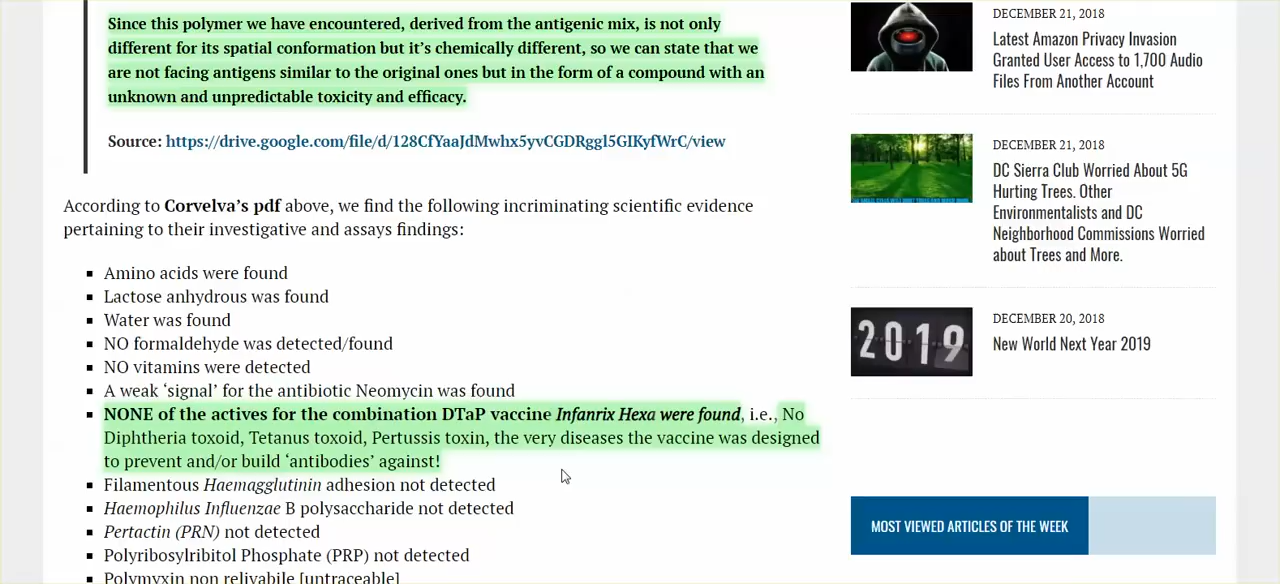 Since this polymer we have encountered, derived from the antigenic mix, is not only
different for its spatial conformation but it's chemically different, so we can state that we
are not facing antigens similar to the original ones but in the form of a compound with an
unknown and unpredictable toxicity and efficacy.
Source: https://drive.google.com/file/d/128CfYaaJdMwhx5yvCGDRggl5GIKyfWrC/view
According to Corvelva's pdf above, we find the following incriminating scientific evidence
pertaining to their investigative and assays findings:
▪ Amino acids were found
▪ Lactose anhydrous was found
▪ Water was found
▪ NO formaldehyde was detected/found
▪ NO vitamins were detected
▪ A weak ‘signal’ for the antibiotic Neomycin was found
▪ NONE of the actives for the combination DTaP vaccine Infanrix Hexa were found, i.e., No
Diphtheria toxoid, Tetanus toxoid, Pertussis toxin, the very diseases the vaccine was designed
to prevent and/or build ‘antibodies’ against!
▪ Filamentous Haemagglutinin adhesion not detected
▪ Haemophilus Influenzae B polysaccharide not detected
▪ Pertactin (PRN) not detected
▪ Polyribosylribitol Phosphate (PRP) not detected
▪ Polymyxin non relivabile [untraceable]
DECEMBER 21, 2018
Latest Amazon Privacy Invasion
Granted User Access to 1,700 Audio
Files From Another Account
DECEMBER 21, 2018
DC Sierra Club Worried About 5G
Hurting Trees. Other
Environmentalists and DC
Neighborhood Commissions Worried
about Trees and More.
2019
DECEMBER 20, 2018
New World Next Year 2019
MOST VIEWED ARTICLES OF THE WEEK